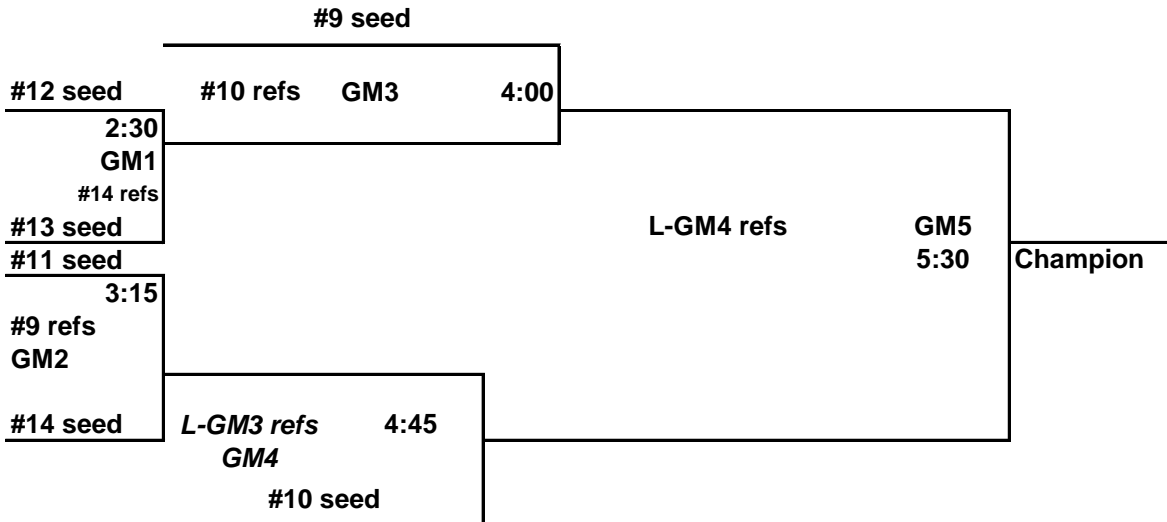 #9 seed
#12 seed #10 refs GM3 4:00
2:30
GM1
#14 refs
#13 seed L-GM4 refs GM5
#11 seed 5:30 Champion
3:15
#9 refs
GM2
#14 seed L-GM3 refs 4:45
GM4
#10 seed